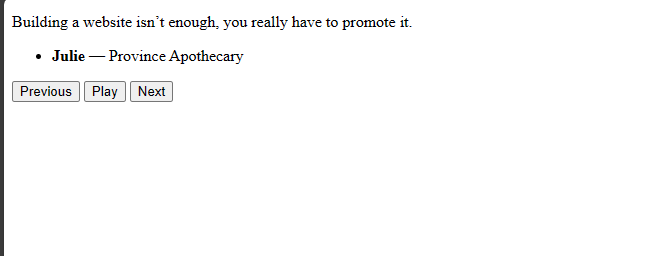 Building a website isn’t enough, you really have to promote it.
• Julie — Province Apothecary
Previous Play Next